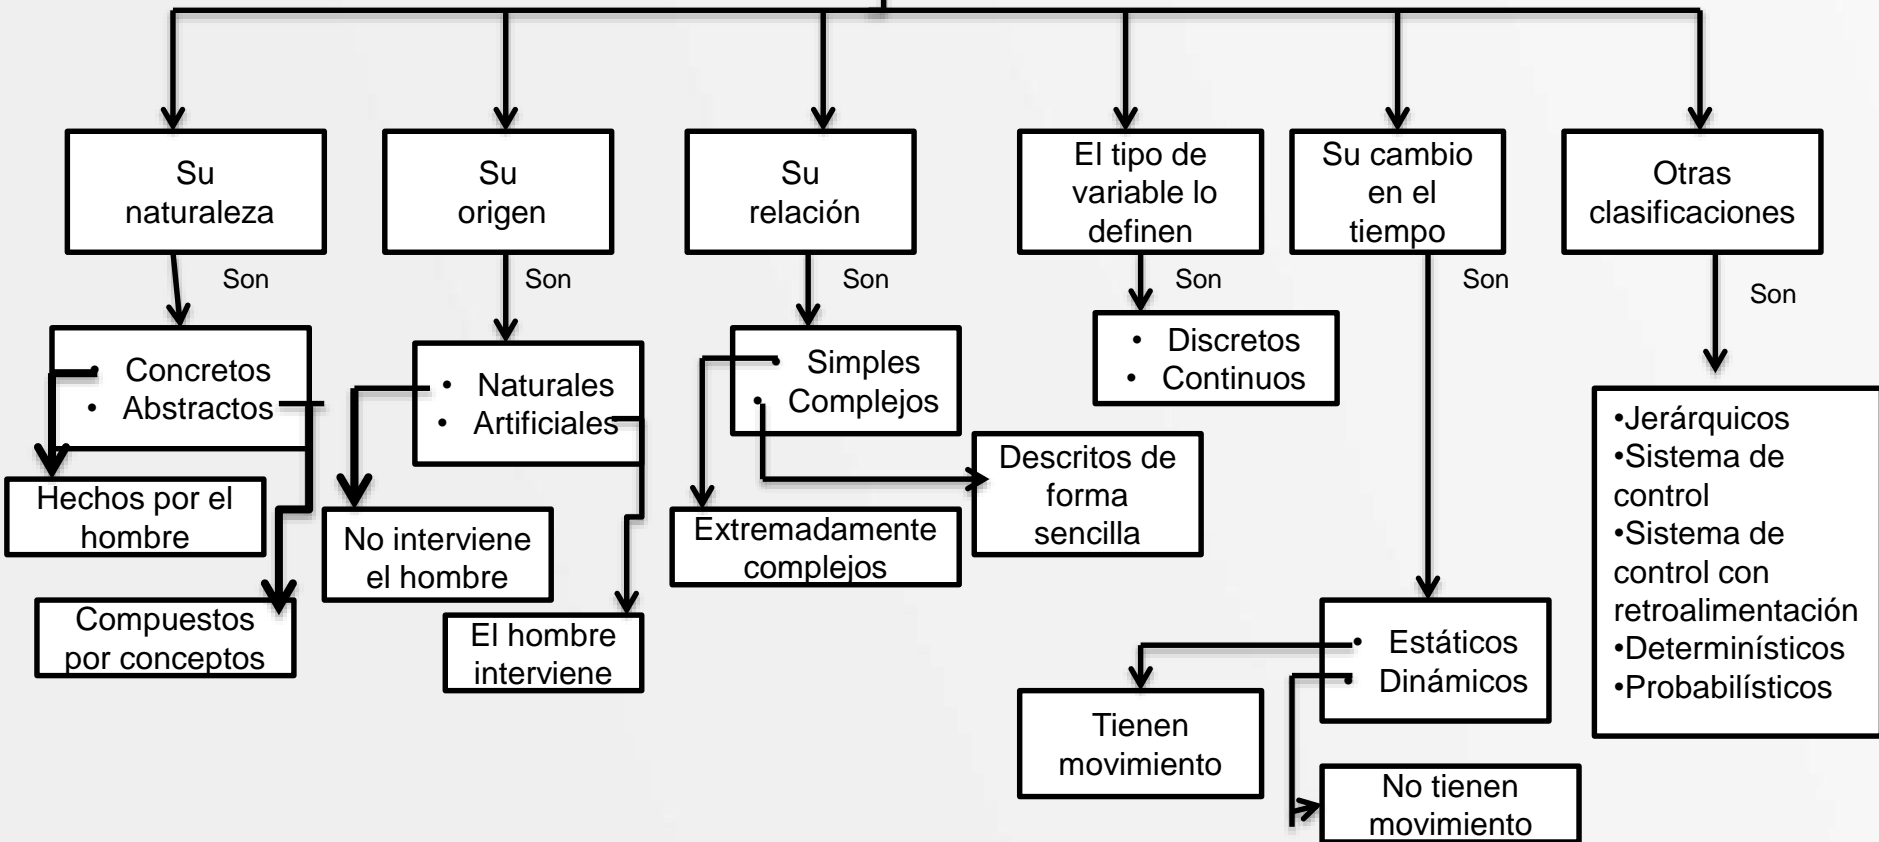 Su
naturaleza
Su
origen
Su
relación
El tipo de
variable lo
definen
Su cambio
en el
tiempo
Otras
clasificaciones
Son
Son
Son
Son
Son
Son
• Concretos
• Abstractos
• Naturales
• Artificiales
• Simples
• Complejos
• Discretos
• Continuos
•Jerárquicos
•Sistema de
control
•Sistema de
control con
retroalimentación
•Determinísticos
•Probabilísticos
Hechos por el
hombre
No interviene
el hombre
Extremadamente
complejos
Descritos de
forma
sencilla
Compuestos
por conceptos
El hombre
interviene
• Estáticos
• Dinámicos
Tienen
movimiento
No tienen
movimiento